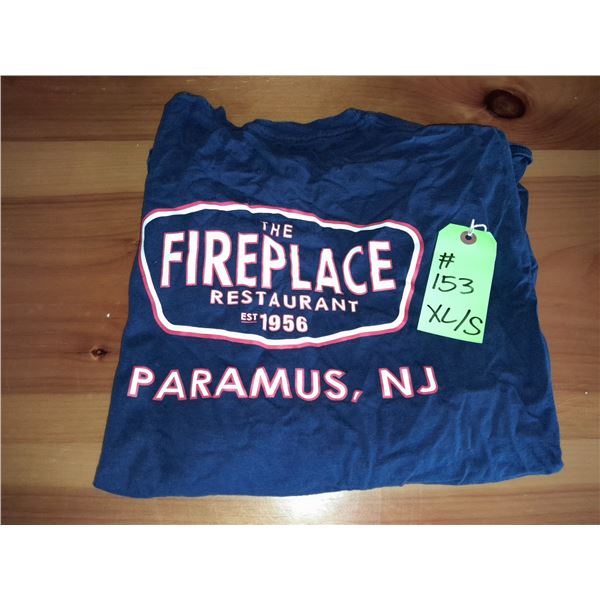 THE
FIREPLACE
RESTAURANT
EST 1956
PARAMUS, NJ
#
153
XL/S